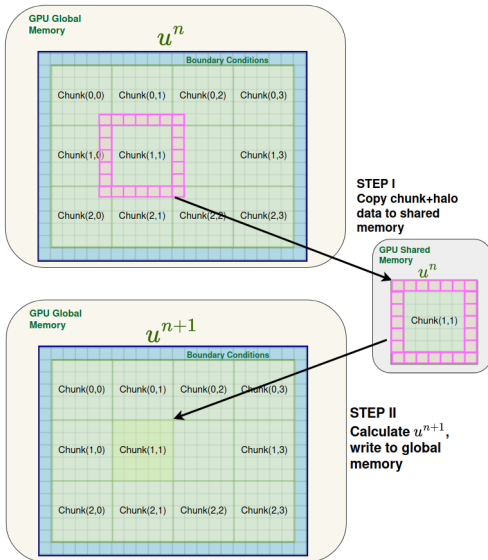 GPU Global
Memory
u^n
Boundary Conditions
Chunk(0,0) Chunk(0,1) Chunk(0,2) Chunk(0,3)
Chunk(1,0) Chunk(1,1) Chunk(1,3)
Chunk(2,0) Chunk(2,1) Chunk(2,2) Chunk(2,3)
STEP I
Copy chunk+halo
data to shared
memory
GPU Shared
Memory
u^n
Chunk(1,1)
GPU Global
Memory
u^{n+1}
Boundary Conditions
Chunk(0,0) Chunk(0,1) Chunk(0,2) Chunk(0,3)
Chunk(1,0) Chunk(1,1) Chunk(1,3)
Chunk(2,0) Chunk(2,1) Chunk(2,2) Chunk(2,3)
STEP II
Calculate u^{n+1},
write to global
memory